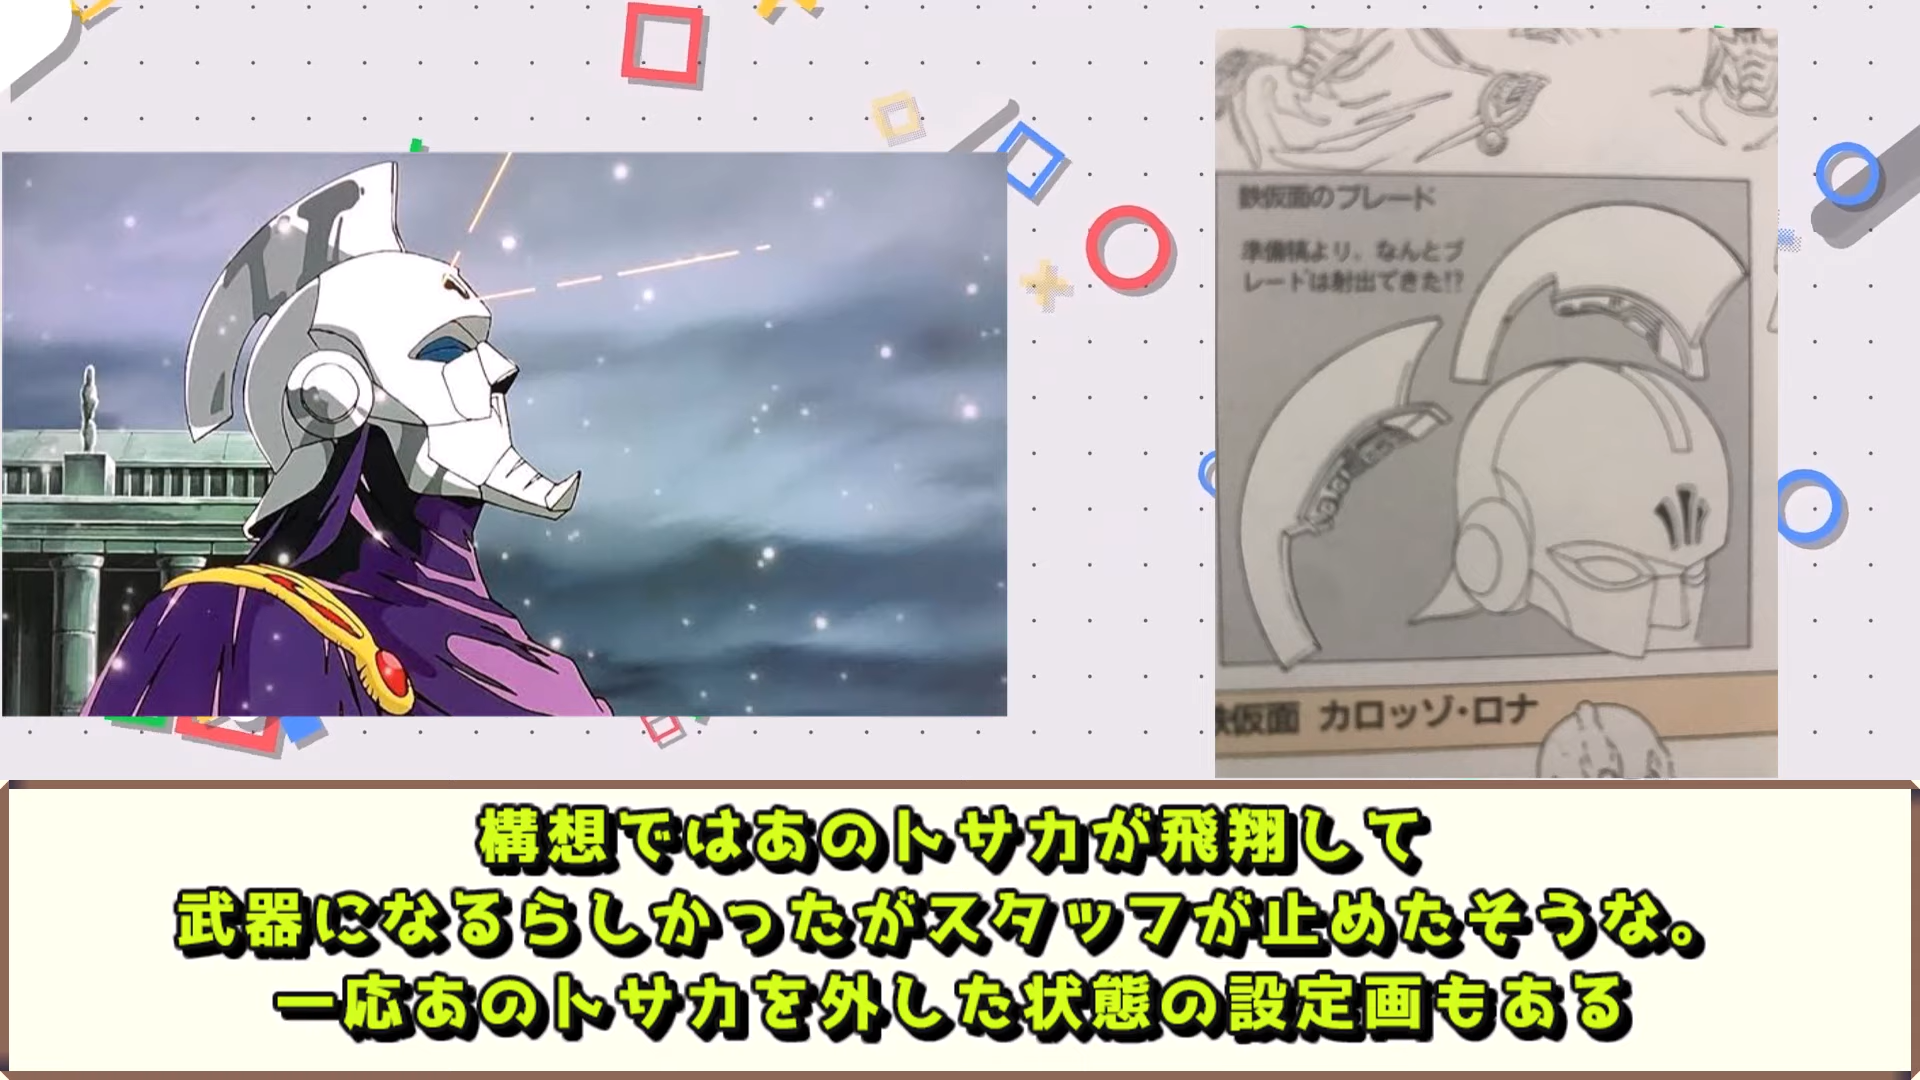 鉄仮面のブレード
準備稿より、なんとブ
レードは射出できた!?
仮面 カロッゾ・ロナ
構想ではあのトサカが飛翔して
武器になるらしかったがスタッフが止めたそうな。
一応あのトサカを外した状態の設定画もある